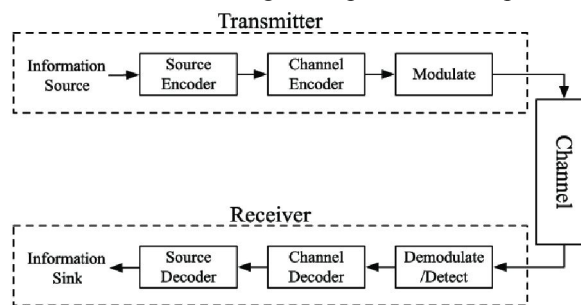 Transmitter
Information
Source
Source
Encoder
Channel
Encoder
Modulate
Channel
Receiver
Information
Sink
Source
Decoder
Channel
Decoder
Demodulate
/Detect